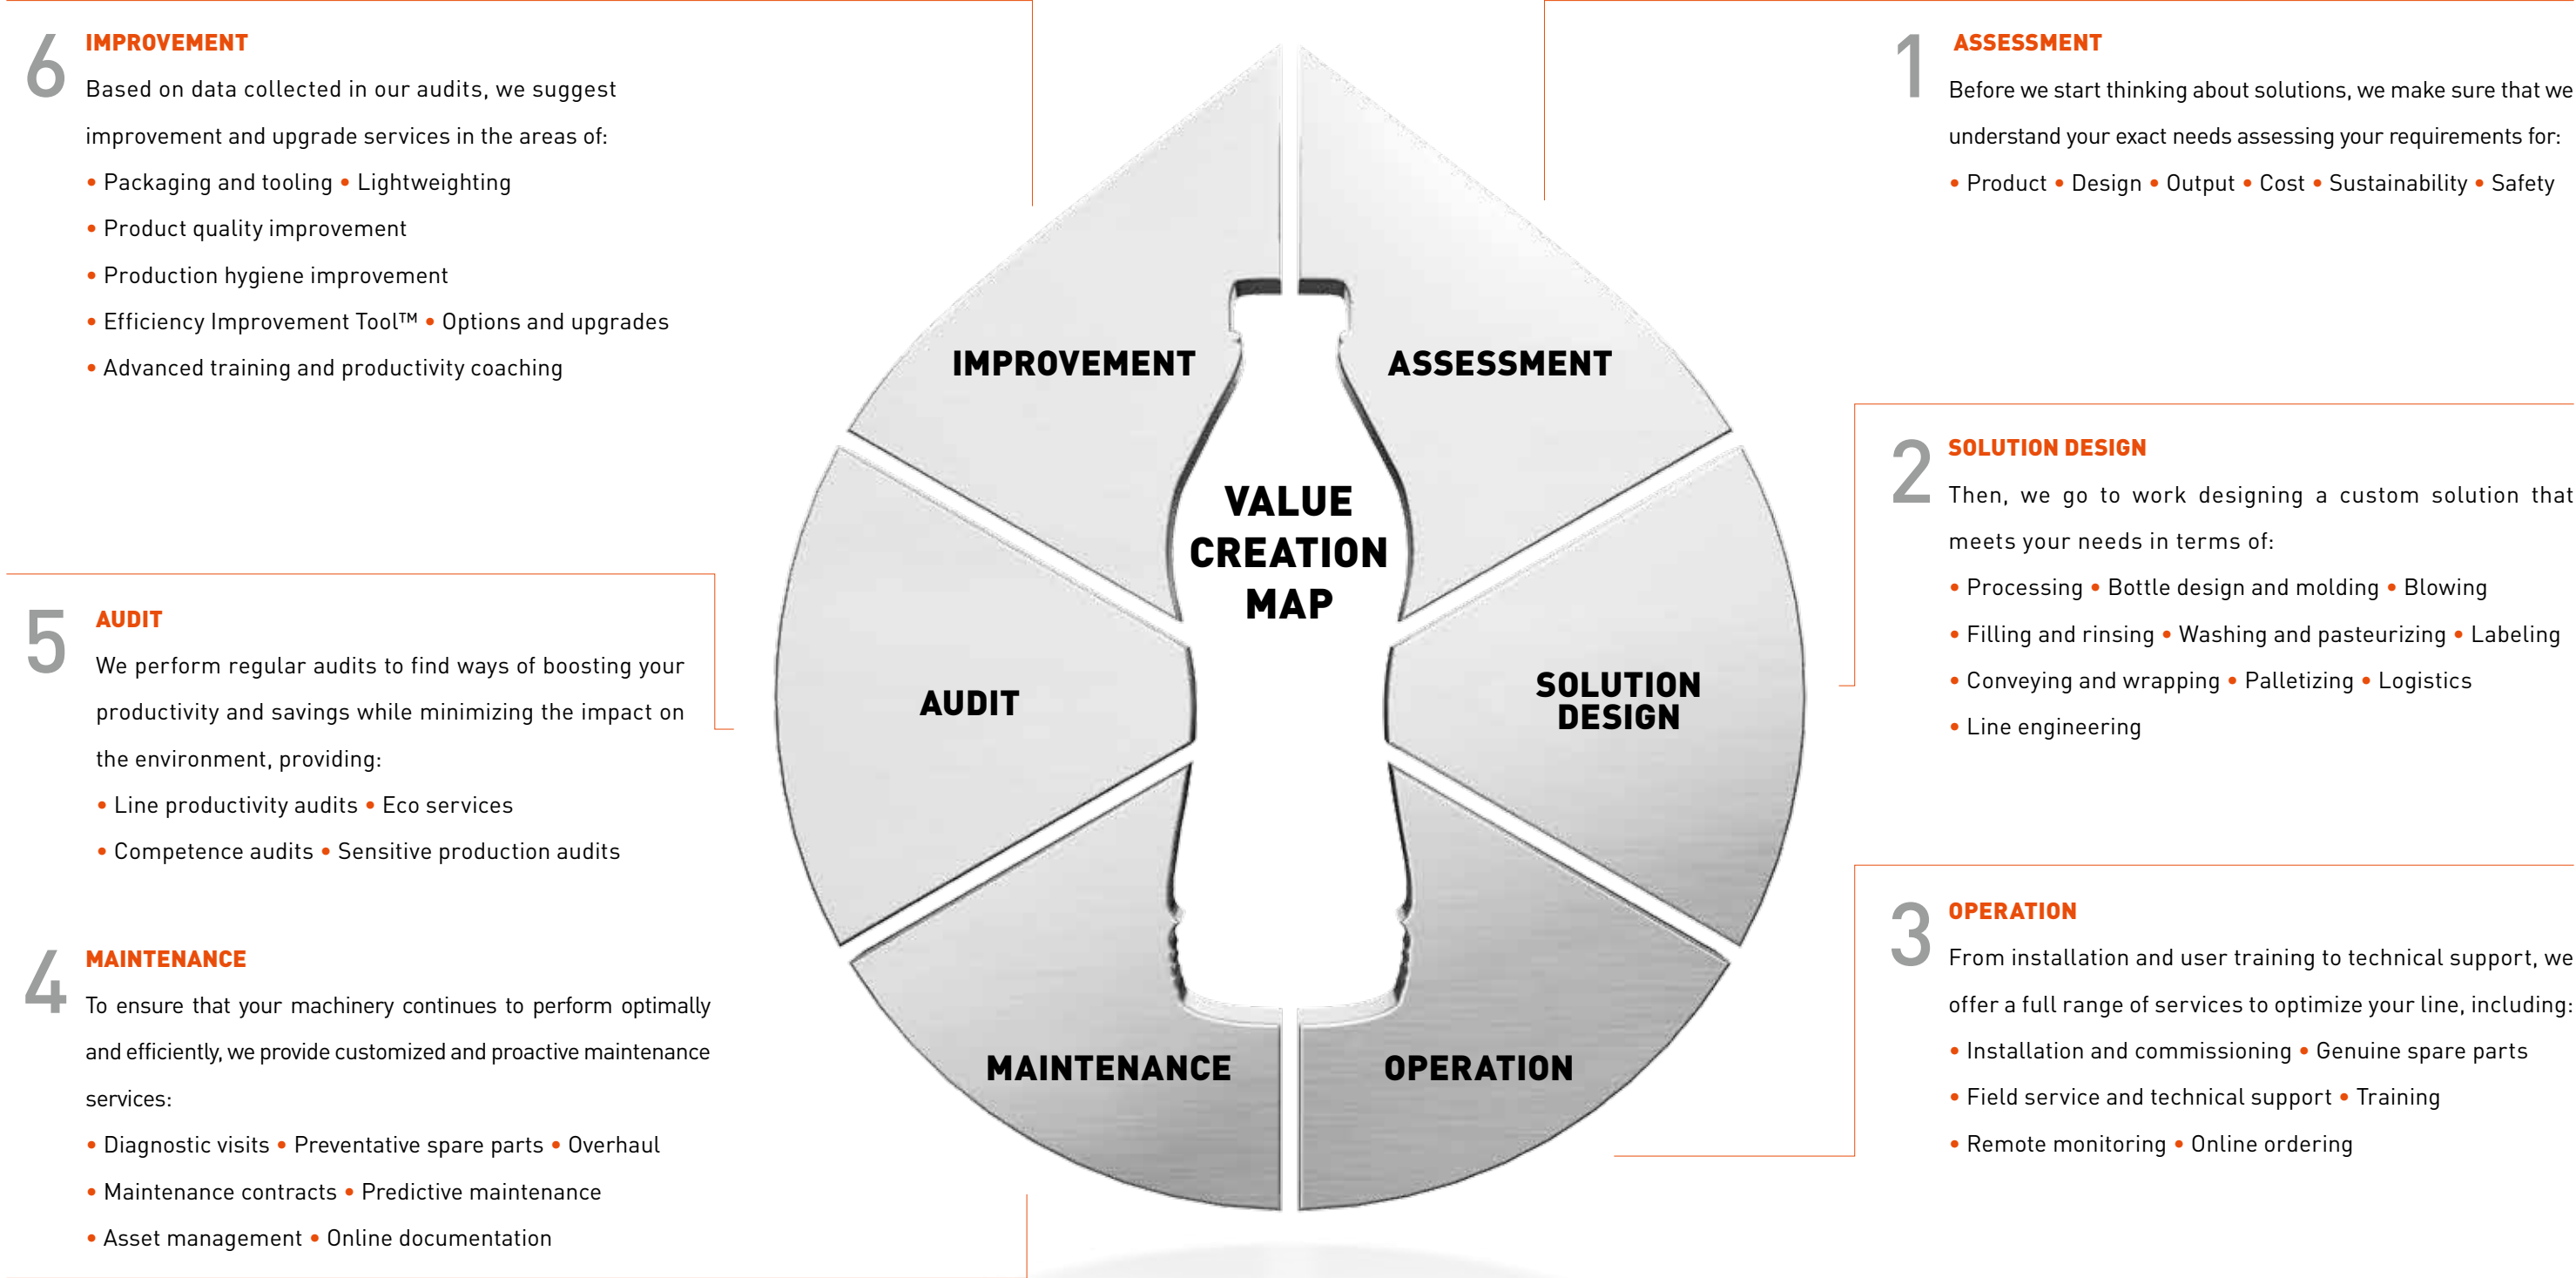 6
IMPROVEMENT
Based on data collected in our audits, we suggest
improvement and upgrade services in the areas of:
• Packaging and tooling • Lightweighting
• Product quality improvement
• Production hygiene improvement
• Efficiency Improvement Tool™ • Options and upgrades
• Advanced training and productivity coaching
5
AUDIT
We perform regular audits to find ways of boosting your
productivity and savings while minimizing the impact on
the environment, providing:
• Line productivity audits • Eco services
• Competence audits • Sensitive production audits
4
MAINTENANCE
To ensure that your machinery continues to perform optimally
and efficiently, we provide customized and proactive maintenance
services:
• Diagnostic visits • Preventative spare parts • Overhaul
• Maintenance contracts • Predictive maintenance
• Asset management • Online documentation
IMPROVEMENT
ASSESSMENT
VALUE
CREATION
MAP
AUDIT
SOLUTION
DESIGN
MAINTENANCE
OPERATION
1
ASSESSMENT
Before we start thinking about solutions, we make sure that we
understand your exact needs assessing your requirements for:
• Product • Design • Output • Cost • Sustainability • Safety
2
SOLUTION DESIGN
Then, we go to work designing a custom solution that
meets your needs in terms of:
• Processing • Bottle design and molding • Blowing
• Filling and rinsing • Washing and pasteurizing • Labeling
• Conveying and wrapping • Palletizing • Logistics
• Line engineering
3
OPERATION
From installation and user training to technical support, we
offer a full range of services to optimize your line, including:
• Installation and commissioning • Genuine spare parts
• Field service and technical support • Training
• Remote monitoring • Online ordering